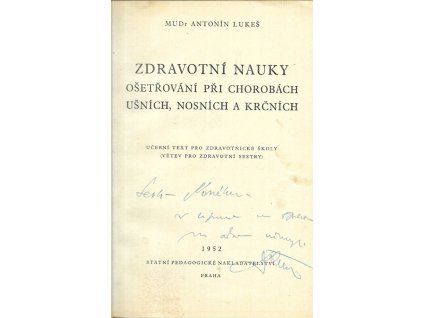 MUDr ANTONÍN LUKEŠ
ZDRAVOTNÍ NAUKY
OŠETŘOVÁNÍ PŘI CHOROBÁCH
UŠNÍCH, NOSNÍCH A KRČNÍCH
UČEBNÍ TEXT PRO ZDRAVOTNICKÉ ŠKOLY
(VĚTEV PRO ZDRAVOTNÍ SESTRY)
1952
STÁTNÍ PEDAGOGICKÉ NAKLADATELSTVÍ
PRAHA